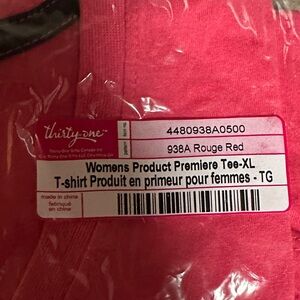 thirty-one
4480938A0500
938A Rouge Red
Womens Product Premiere Tee-XL
T-shirt Produit en primeur pour femmes - TG
made in china
fabriqué
en chine